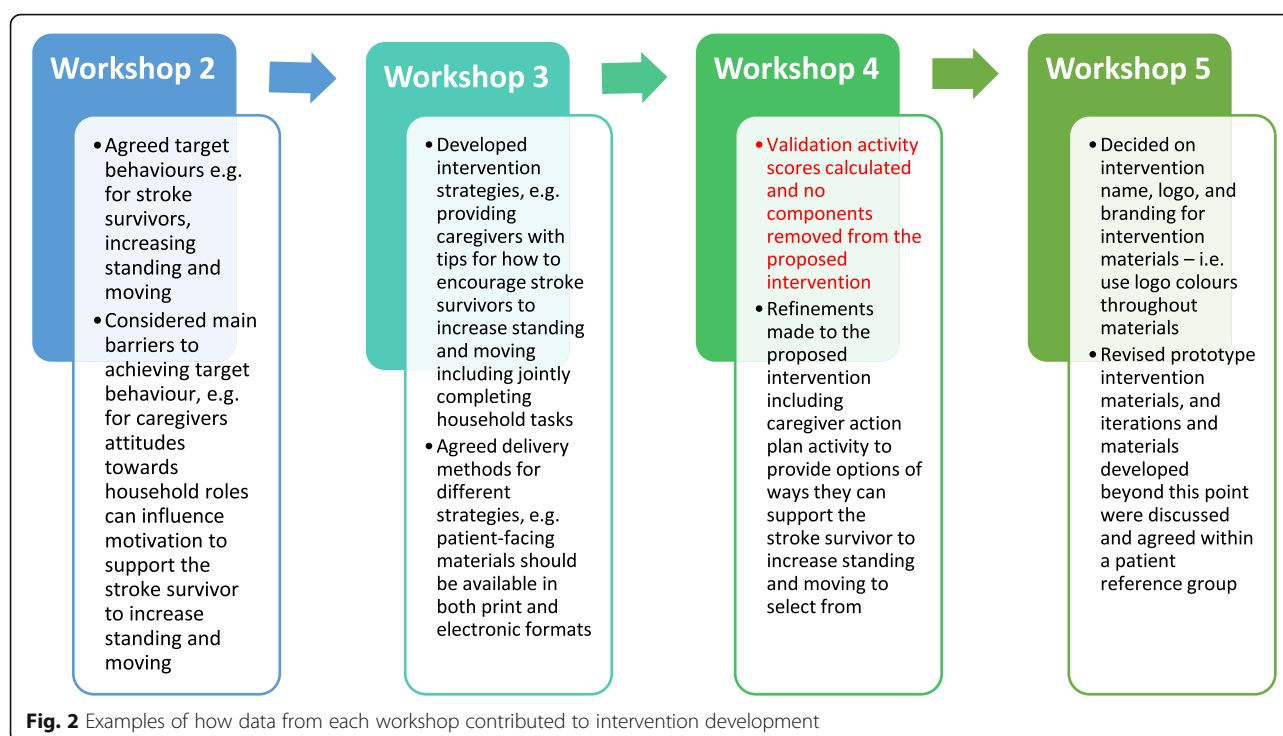 Workshop 2
• Agreed target
behaviours e.g.
for stroke
survivors,
increasing
standing and
moving
• Considered main
barriers to
achieving target
behaviour, e.g.
for caregivers
attitudes
towards
household roles
can influence
motivation to
support the
stroke survivor
to increase
standing and
moving
Workshop 3
• Developed
intervention
strategies, e.g.
providing
caregivers with
tips for how to
encourage stroke
survivors to
increase standing
and moving
including jointly
completing
household tasks
• Agreed delivery
methods for
different
strategies, e.g.
patient-facing
materials should
be available in
both print and
electronic formats
Workshop 4
• Validation activity
scores calculated
and no
components
removed from the
proposed
intervention
• Refinements
made to the
proposed
intervention
including
caregiver action
plan activity to
provide options of
ways they can
support the
stroke survivor to
increase standing
and moving to
select from
Workshop 5
• Decided on
intervention
name, logo, and
branding for
intervention
materials – i.e.
use logo colours
throughout
materials
• Revised prototype
intervention
materials, and
iterations and
materials
developed
beyond this point
were discussed
and agreed within
a patient
reference group
Fig. 2 Examples of how data from each workshop contributed to intervention development